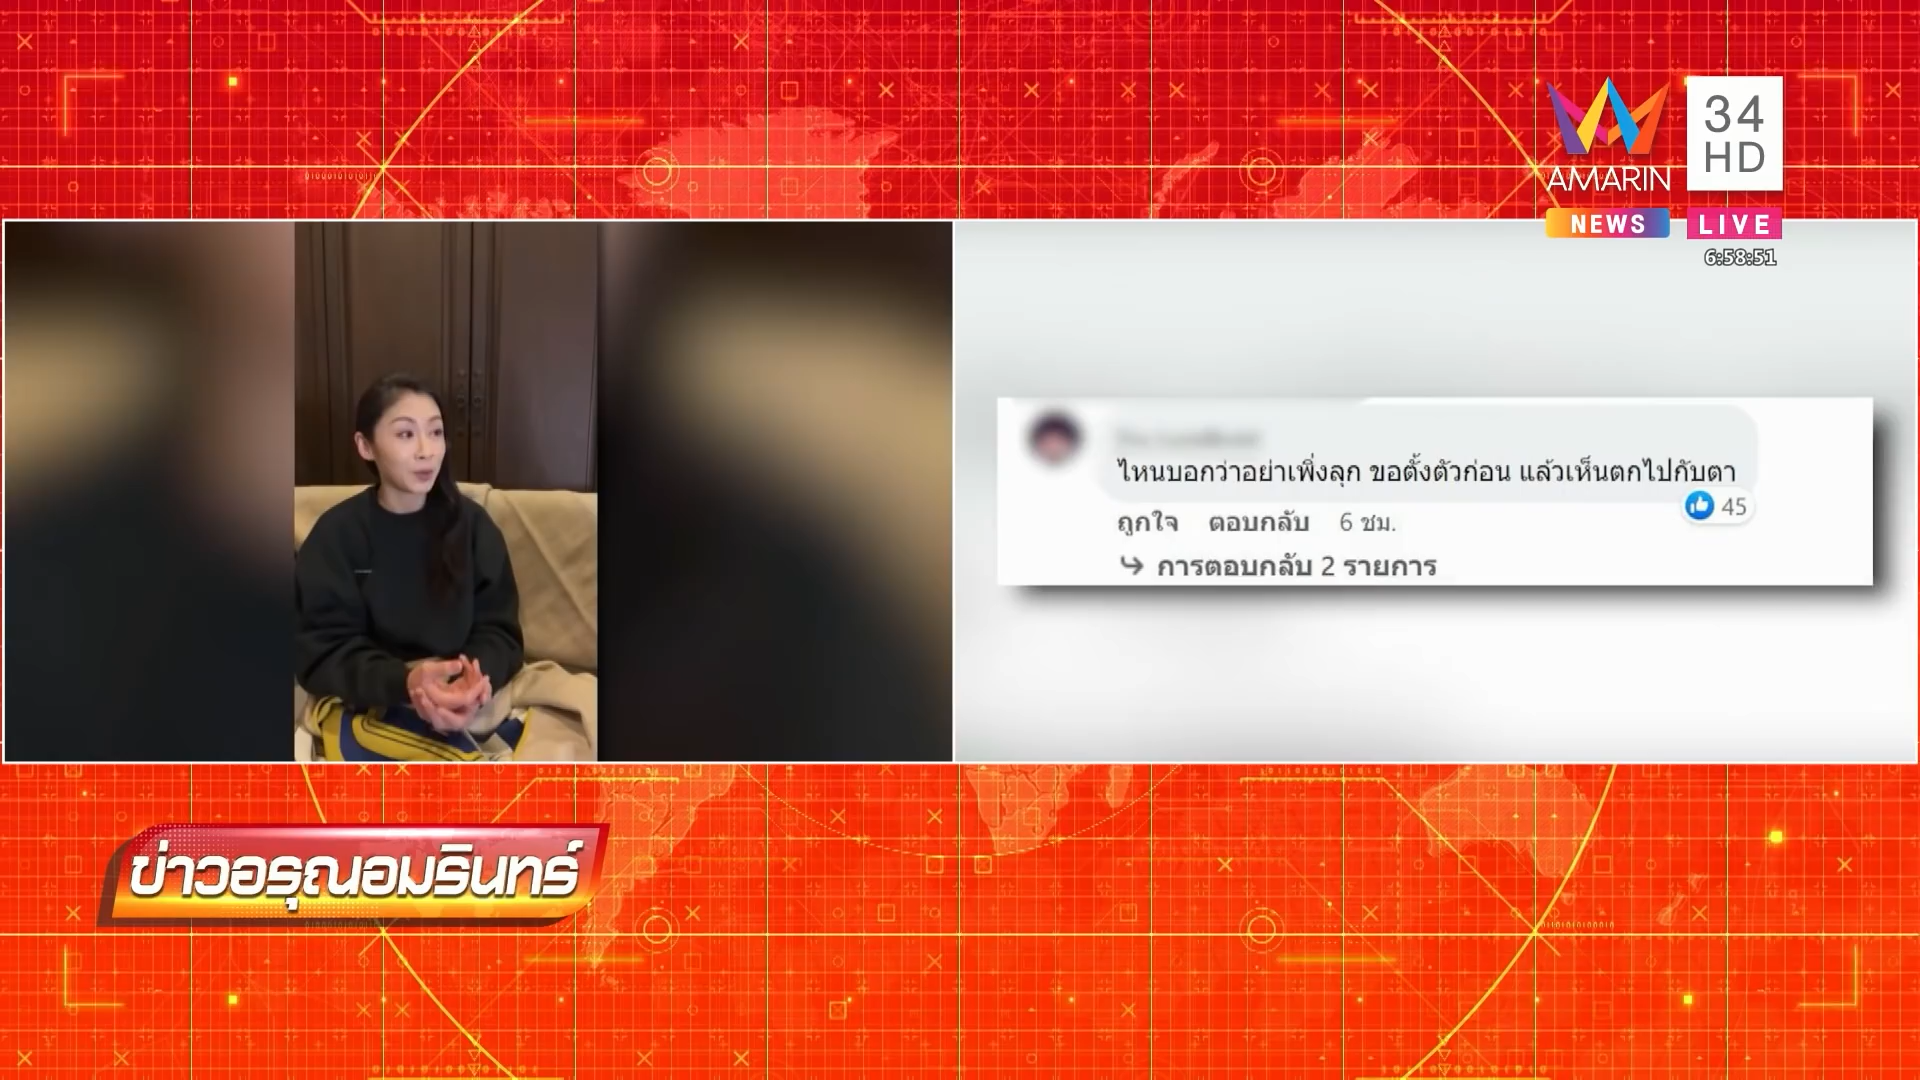 AMARIN
34
HD
NEWS
LIVE
6:58:51
ไหนบอกว่าอย่าเพิ่งลุก ขอตั้งตัวก่อน แล้วเห็นตกไปกับตา
45
ถูกใจ ตอบกลับ 6 ชม.
การตอบกลับ 2 รายการ
ข่าวอรุณอมรินทร์